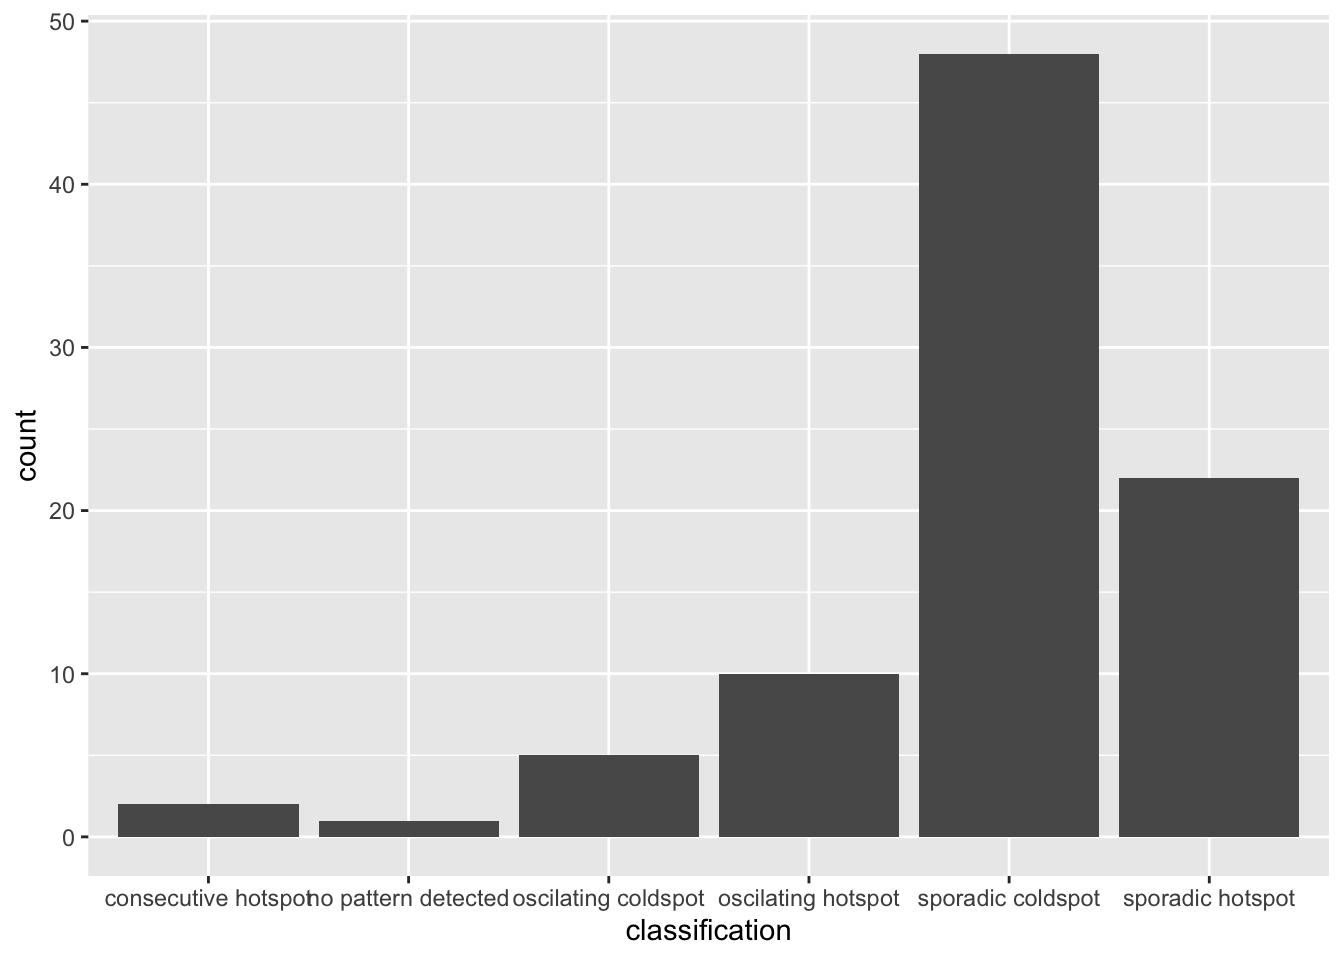 50
40
30
20
10
0
count
consecutive hotspot no pattern detected oscilating coldspot oscilating hotspot sporadic coldspot sporadic hotspot
classification